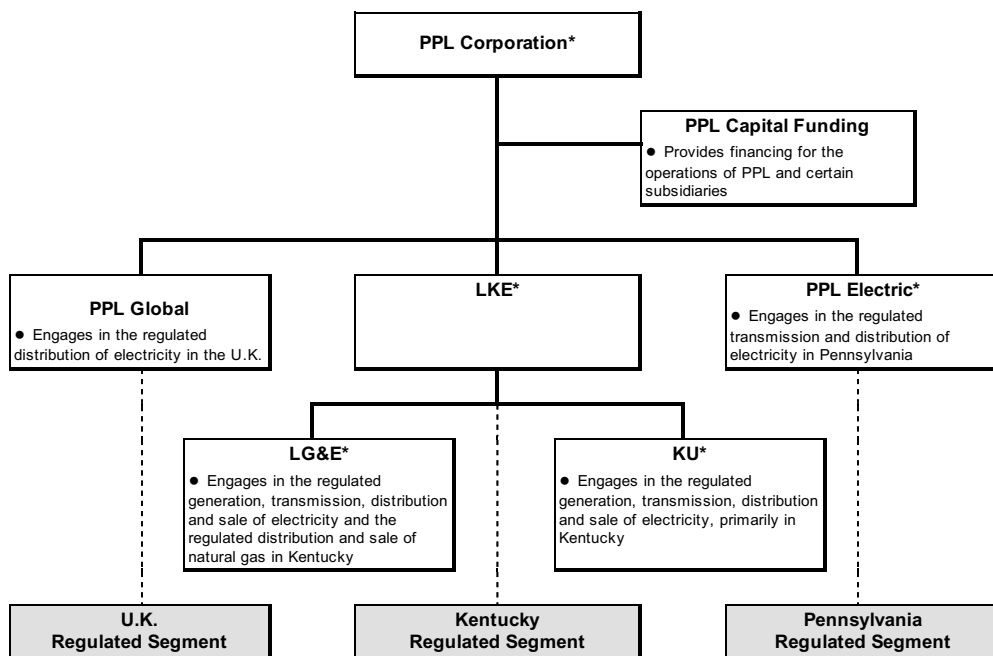 PPL Corporation*
PPL Capital Funding
● Provides financing for the
operations of PPL and certain
subsidiaries
PPL Global
● Engages in the regulated
distribution of electricity in the U.K.
LKE*
PPL Electric*
● Engages in the regulated
transmission and distribution of
electricity in Pennsylvania
LG&E*
● Engages in the regulated
generation, transmission, distribution
and sale of electricity and the
regulated distribution and sale of
natural gas in Kentucky
KU*
● Engages in the regulated
generation, transmission, distribution
and sale of electricity, primarily in
Kentucky
U.K.
Regulated Segment
Kentucky
Regulated Segment
Pennsylvania
Regulated Segment